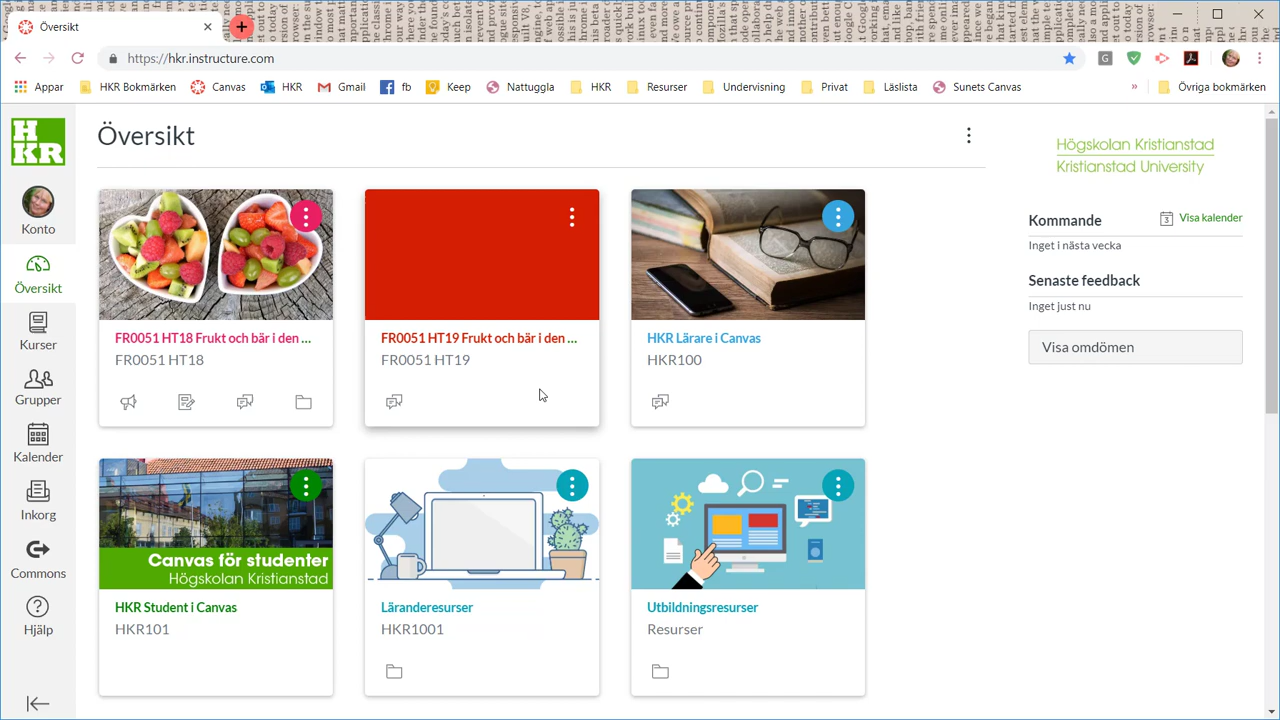 Översikt
https://hkr.instructure.com
G
Appar
HKR Bokmärken
Canvas
HKR
Gmail
fb
Keep
Nattuggla
HKR
Resurser
Undervisning
Privat
Läslista
Sunets Canvas
»
Övriga bokmärken
H
KR
Konto
Översikt
Kurser
Grupper
Kalender
Inkorg
Commons
Hjälp
Översikt
FR0051 HT18 Frukt och bär i den ...
FR0051 HT18
FR0051 HT19 Frukt och bär i den ...
FR0051 HT19
HKR Lärare i Canvas
HKR100
Canvas för studenter
Högskolan Kristianstad
HKR Student i Canvas
HKR101
Läranderesurser
HKR1001
Utbildningsresurser
Resurser
Högskolan Kristianstad
Kristianstad University
Kommande
3 Visa kalender
Inget i nästa vecka
Senaste feedback
Inget just nu
Visa omdömen